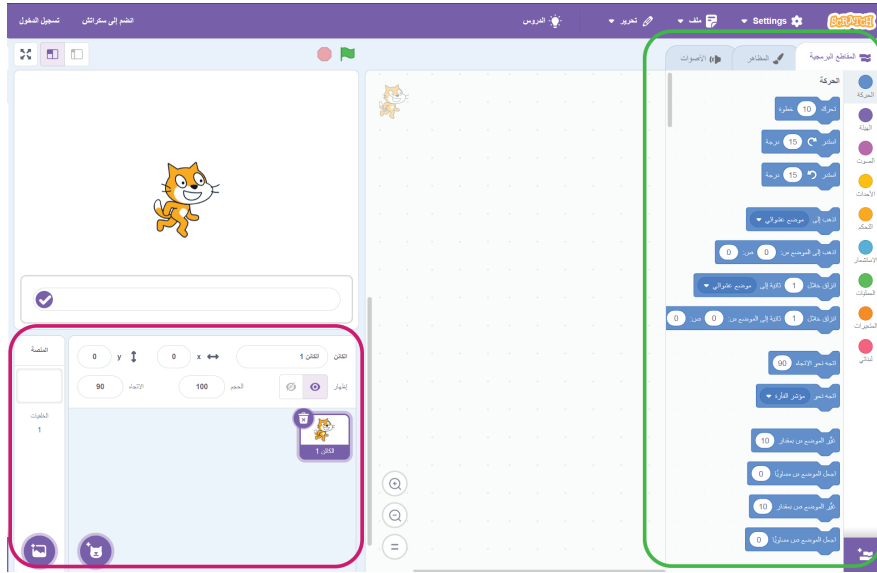 SCRATCH
Settings
ملف
تحرير
الدروس
انضم إلى سكراتش
تسجيل الدخول
المقاطع البرمجية
المظاهر
الأصوات
الحركة
الهيئة
الصوت
الأحداث
التحكم
الاستشعار
العمليات
المتغيرات
لبناتي
الحركة
تحرك 10 خطوة
استدر 15 درجة
استدر 15 درجة
اذهب إلى موضع عشوائي
اذهب إلى الموضع س: 0 ص: 0
انزلق خلال 1 ثانية إلى موضع عشوائي
انزلق خلال 1 ثانية إلى الموضع س: 0 ص: 0
اتجه نحو الاتجاه 90
اتجه نحو مؤشر الفأرة
غيّر الموضع س بمقدار 10
اجعل الموضع س مساويًا 0
غيّر الموضع ص بمقدار 10
اجعل الموضع ص مساويًا 0
الكائن الكائن 1 x 0 y 0
إظهار الحجم 100 الاتجاه 90
الكائن 1
المنصة
الخلفيات
1